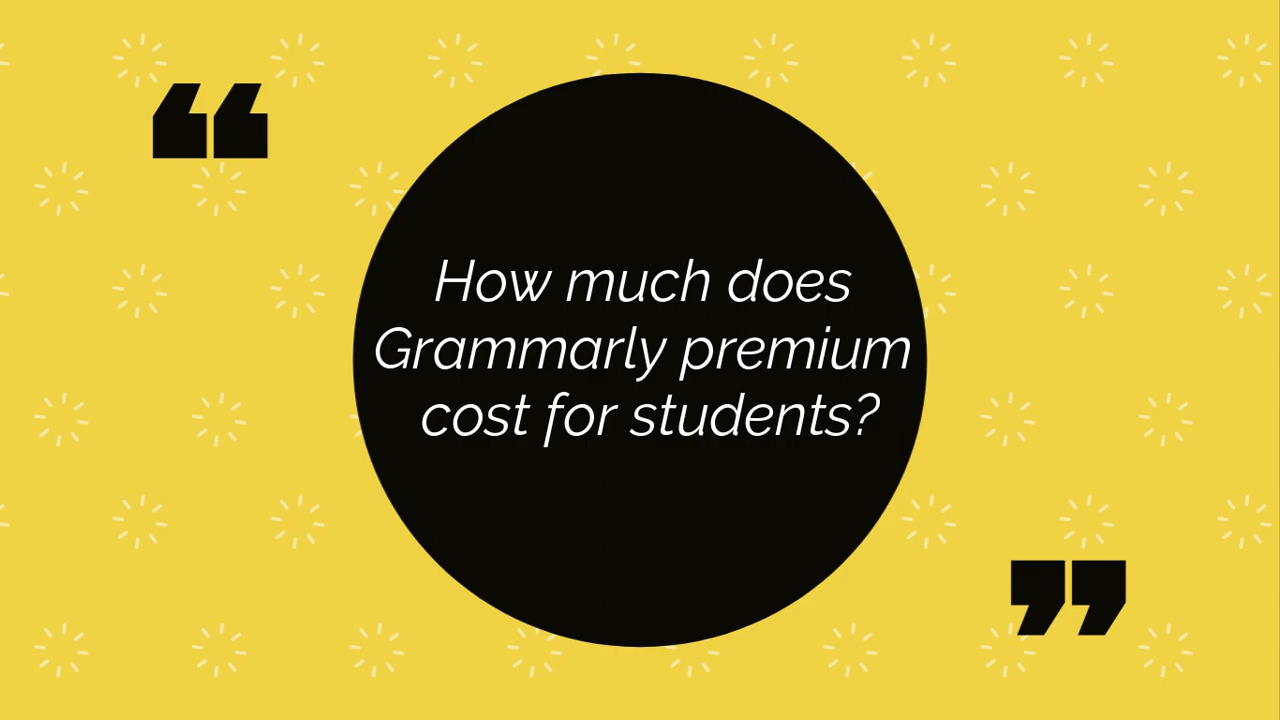 “
How much does
Grammarly premium
cost for students?
”